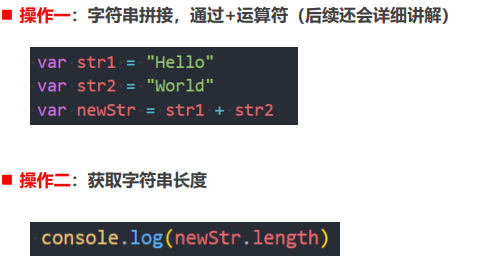 操作一：字符串拼接，通过+运算符（后续还会详细讲解）
var str1 = "Hello"
var str2 = "World"
var newStr = str1 + str2
操作二：获取字符串长度
console.log(newStr.length)